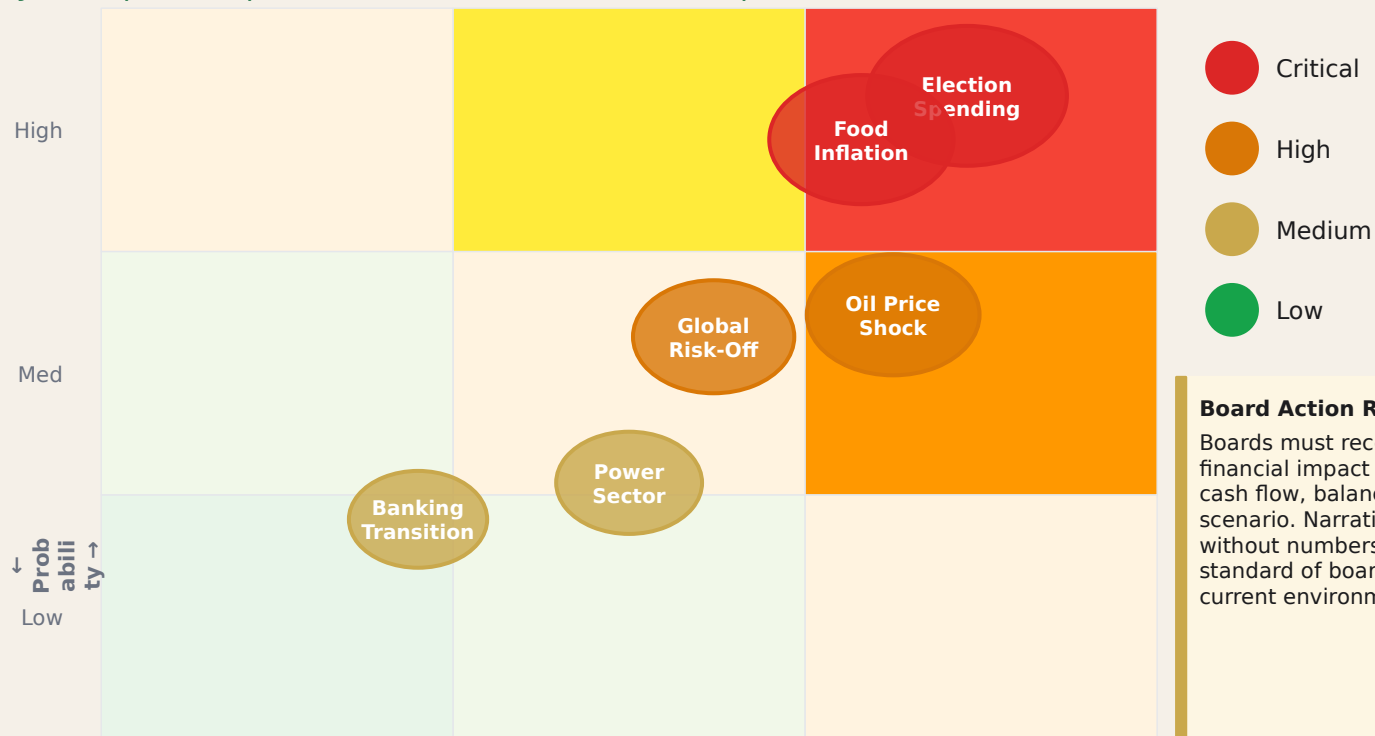 High
Med
Low
← Prob
abili
ty →
Election
Spending
Food
Inflation
Global
Risk-Off
Oil Price
Shock
Power
Sector
Banking
Transition
Critical
High
Medium
Low
Board Action R
Boards must rec
financial impact
cash flow, balanc
scenario. Narrati
without numbers
standard of boar
current environm